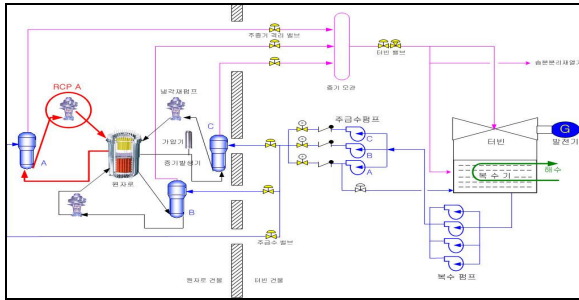 주증기 격리 밸브
터빈 밸브
습분분리재열기
RCP A
냉각재펌프
증기 모관
C
주급수펌프
G
가압기
C
발전기
터빈
증기발생기
B
A
A
해수
복 수 기
원자로
B
주급수 밸브
복수 펌프
원자로 건물
터빈 건물